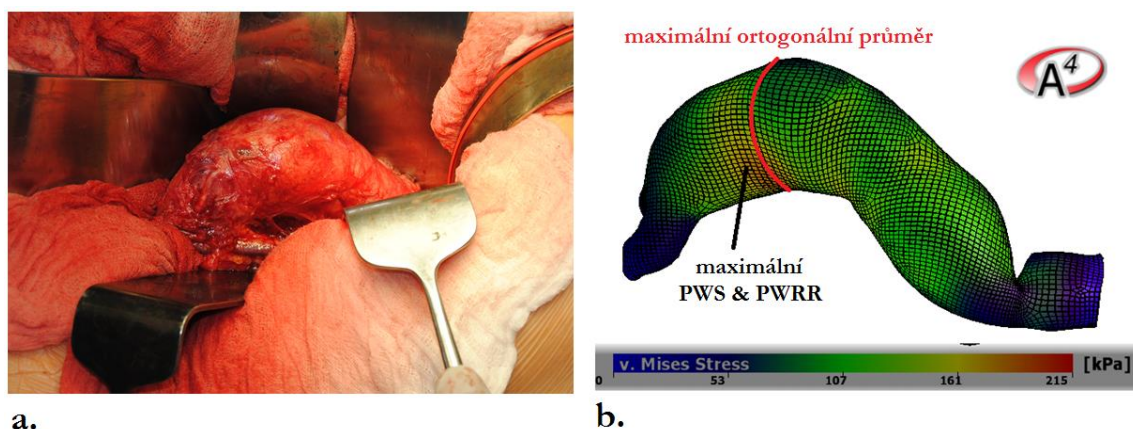 maximální ortogonální průměr
A4
maximální
PWS & PWRR
v. Mises Stress [kPa]
0 53 107 161 215
a. b.